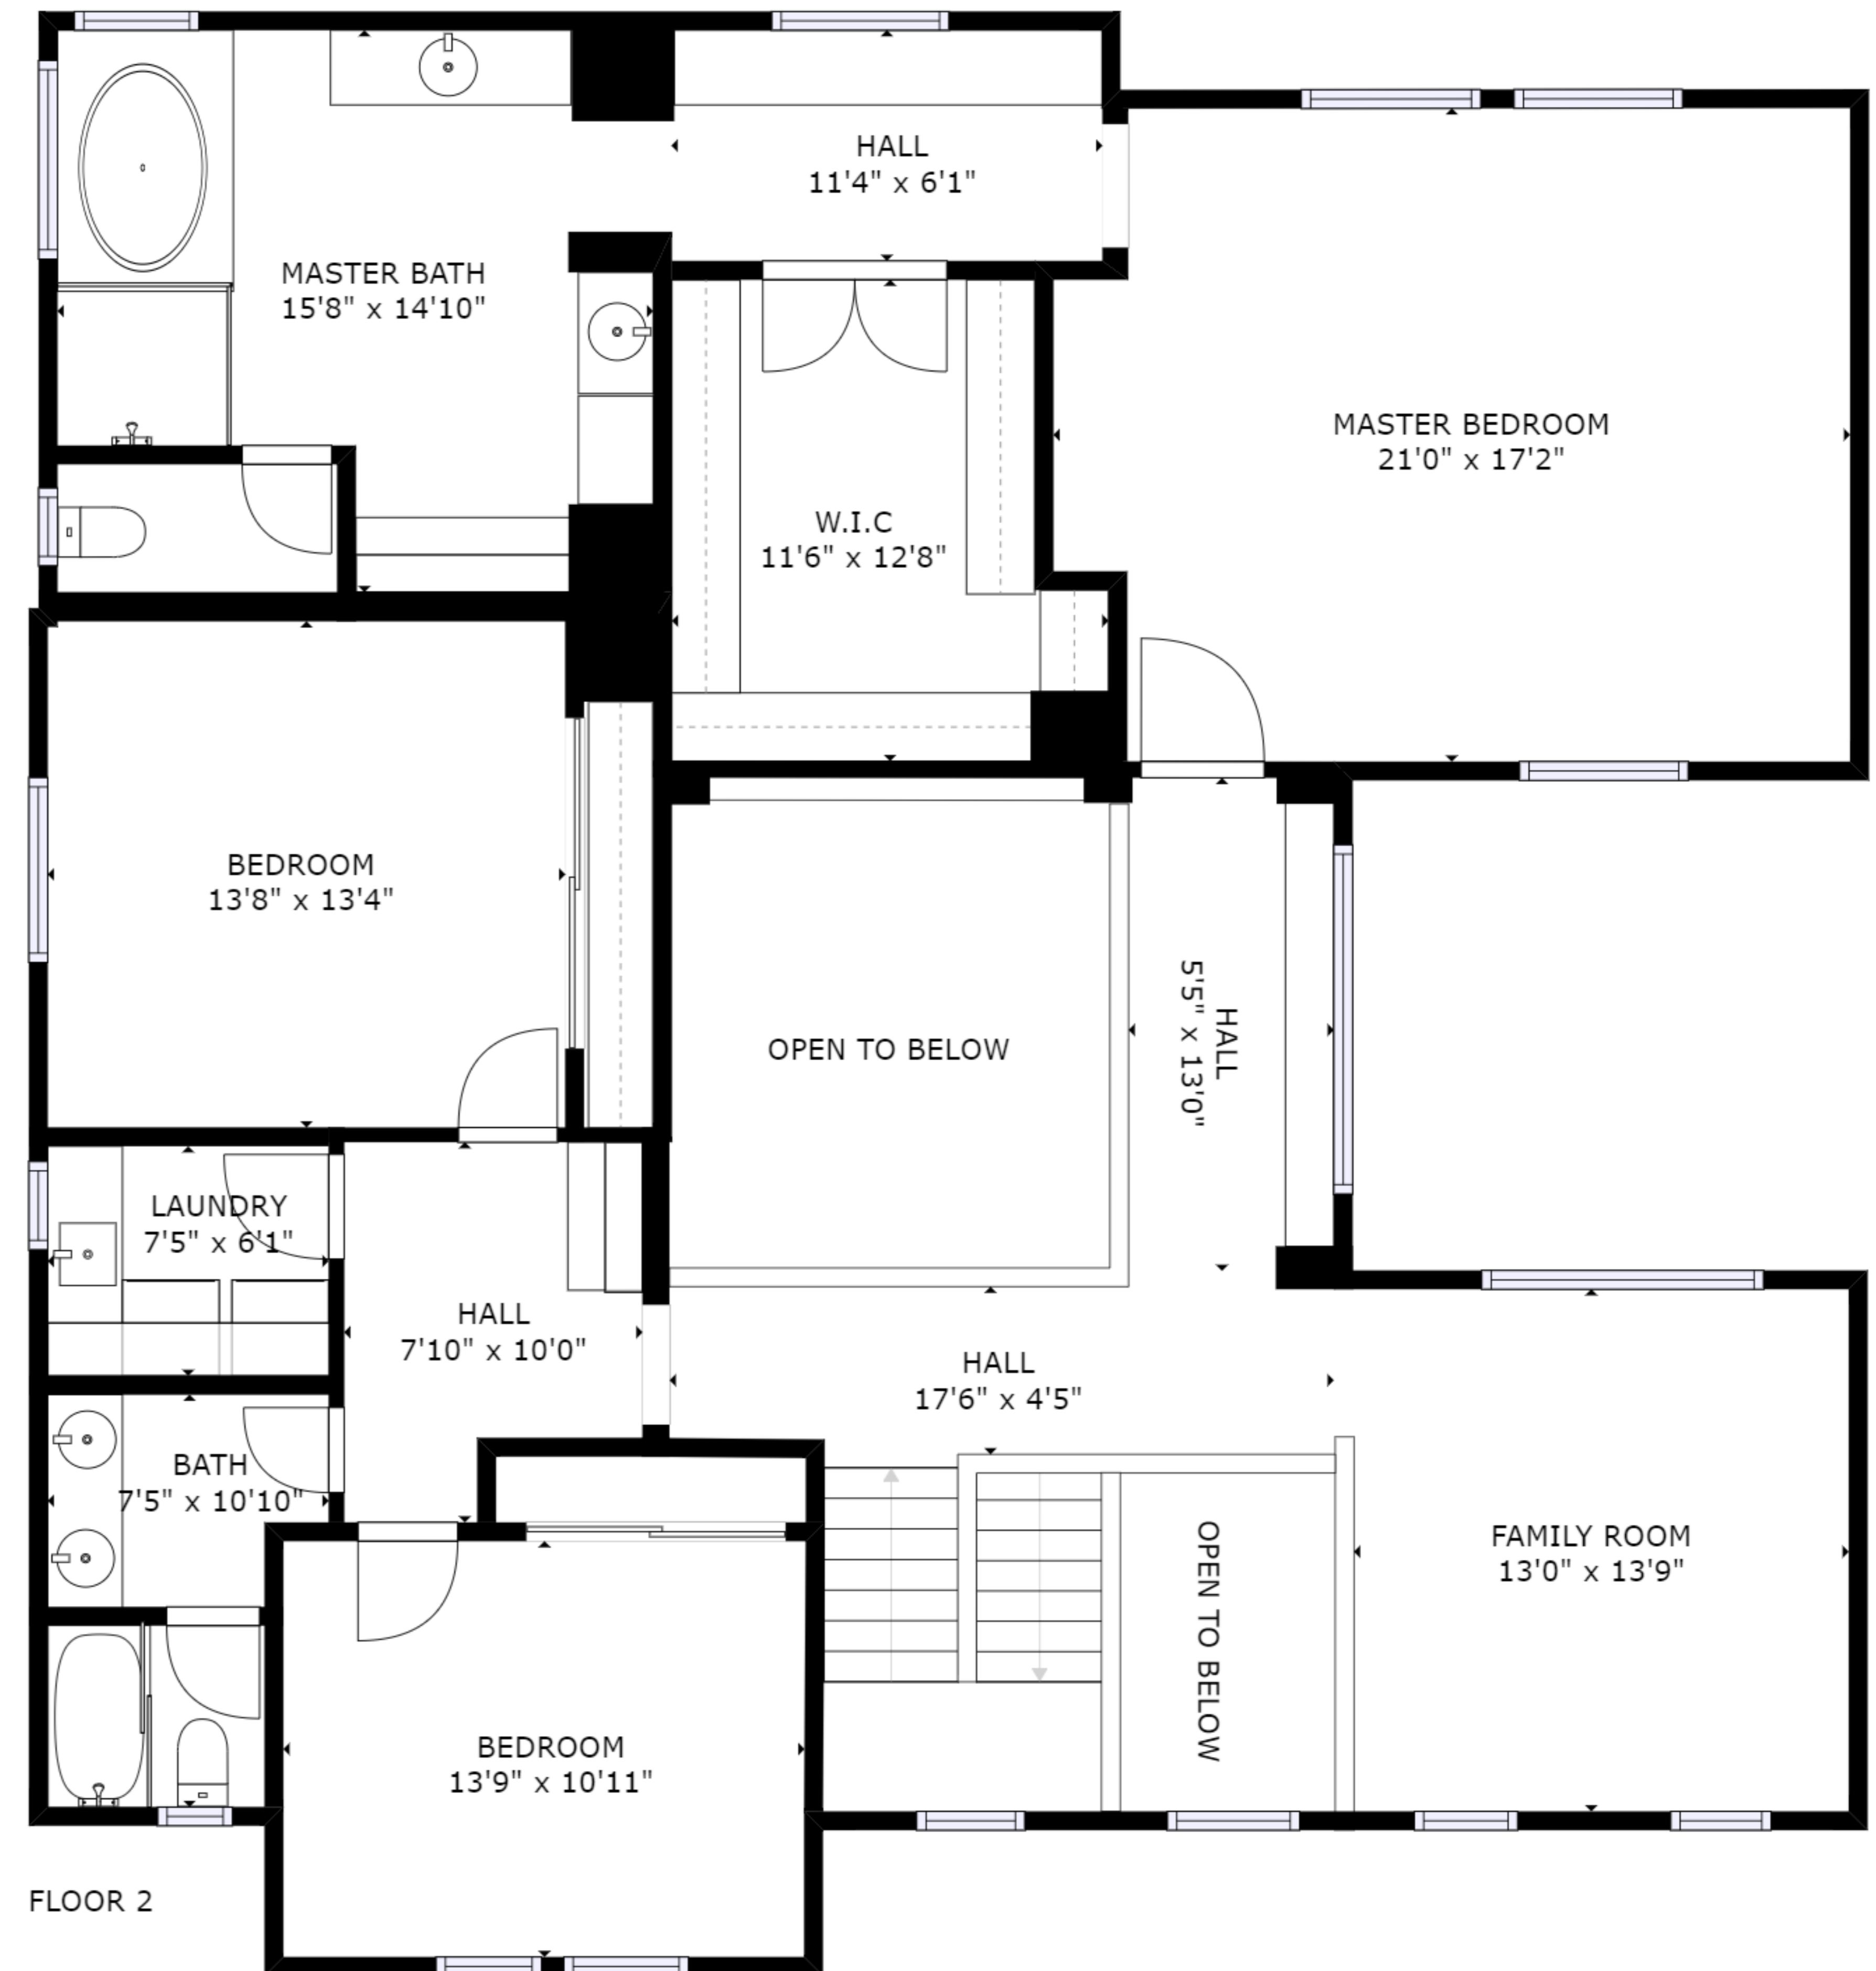 HALL
11'4" x 6'1"
MASTER BATH
15'8" x 14'10"
MASTER BEDROOM
21'0" x 17'2"
W.I.C
11'6" x 12'8"
BEDROOM
13'8" x 13'4"
HALL
5'5" x 13'0"
OPEN TO BELOW
LAUNDRY
7'5" x 6'1"
HALL
7'10" x 10'0"
HALL
17'6" x 4'5"
BATH
7'5" x 10'10"
FAMILY ROOM
13'0" x 13'9"
OPEN TO BELOW
BEDROOM
13'9" x 10'11"
FLOOR 2